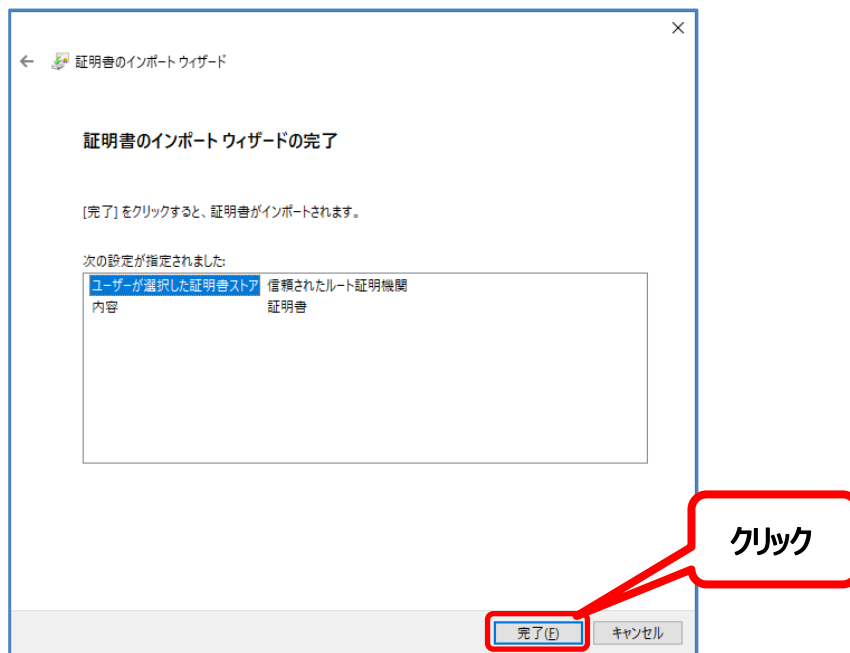 証明書のインポート ウィザード
証明書のインポート ウィザードの完了
[完了] をクリックすると、証明書がインポートされます。
次の設定が指定されました:
ユーザーが選択した証明書ストア 信頼されたルート証明機関
内容 証明書
クリック
完了(F) キャンセル